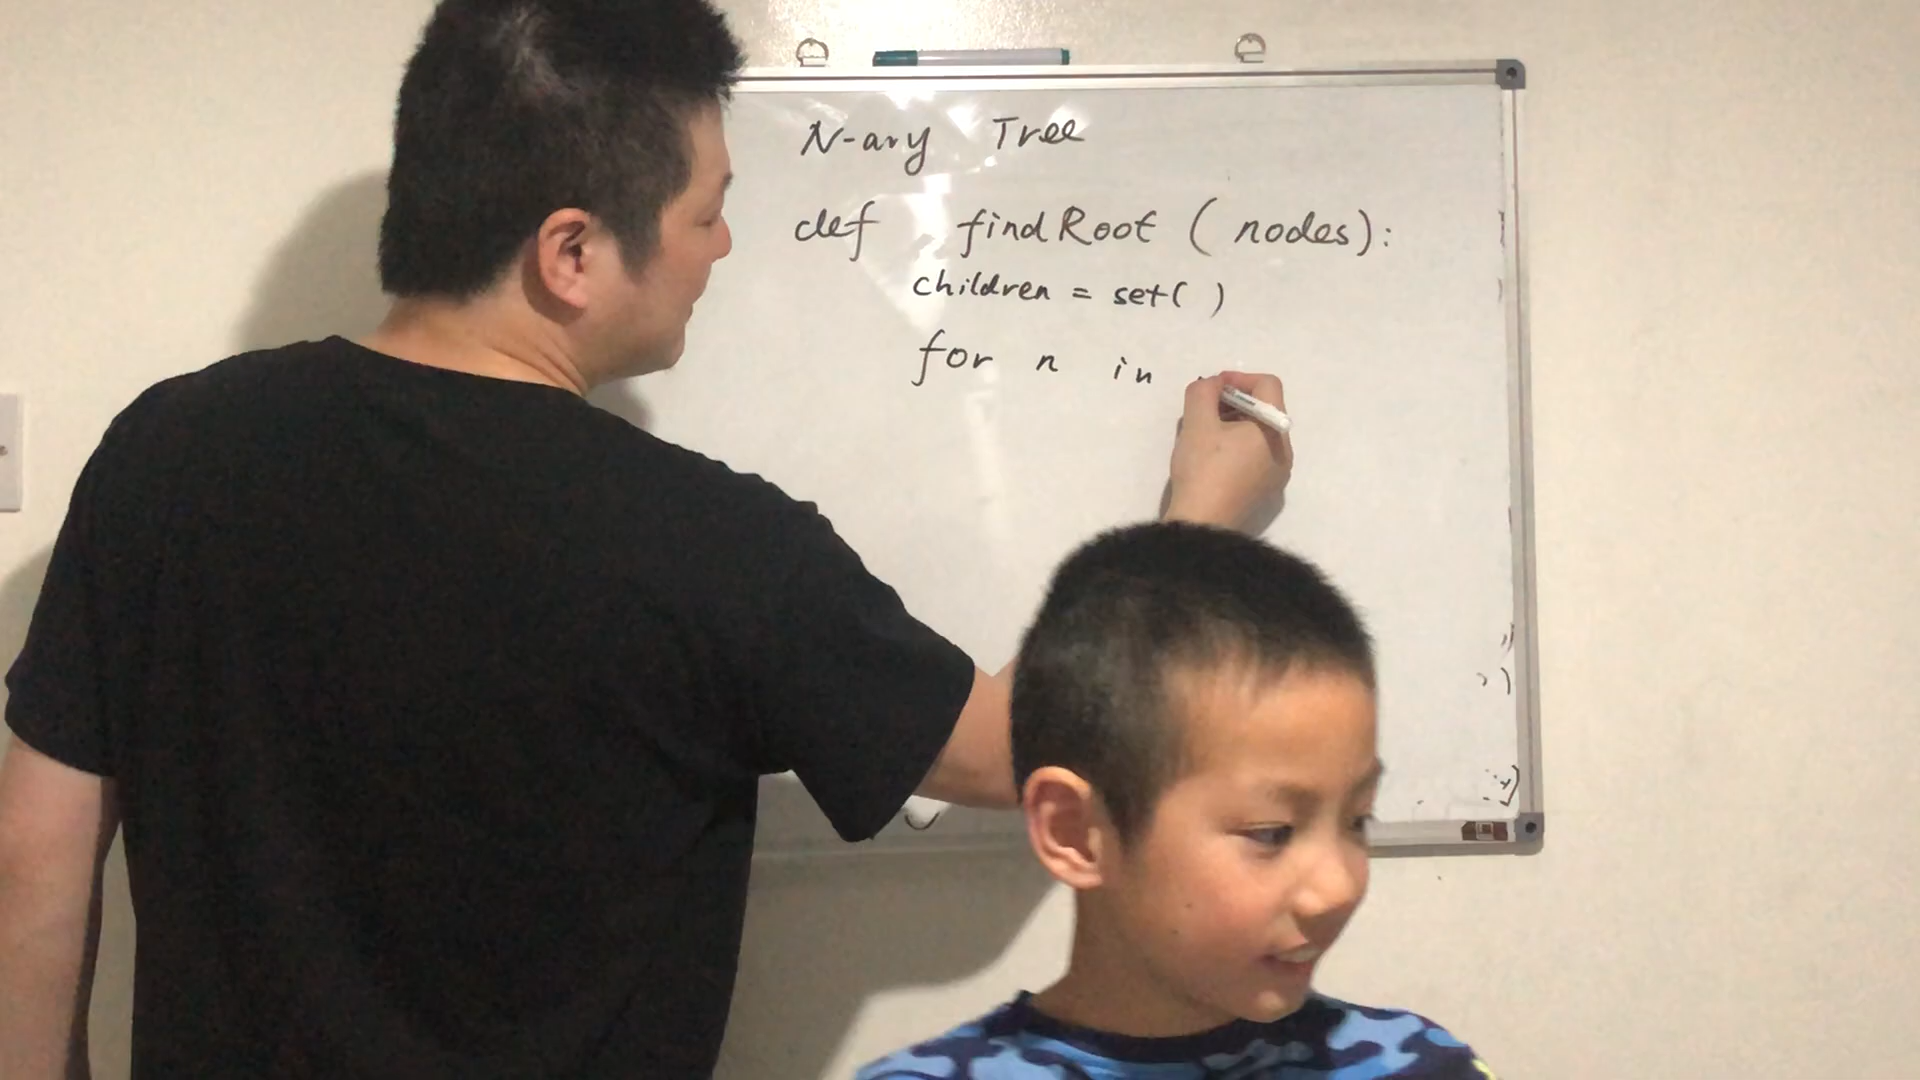 N-ary Tree
def findRoot ( nodes):
children = set( )
for n in